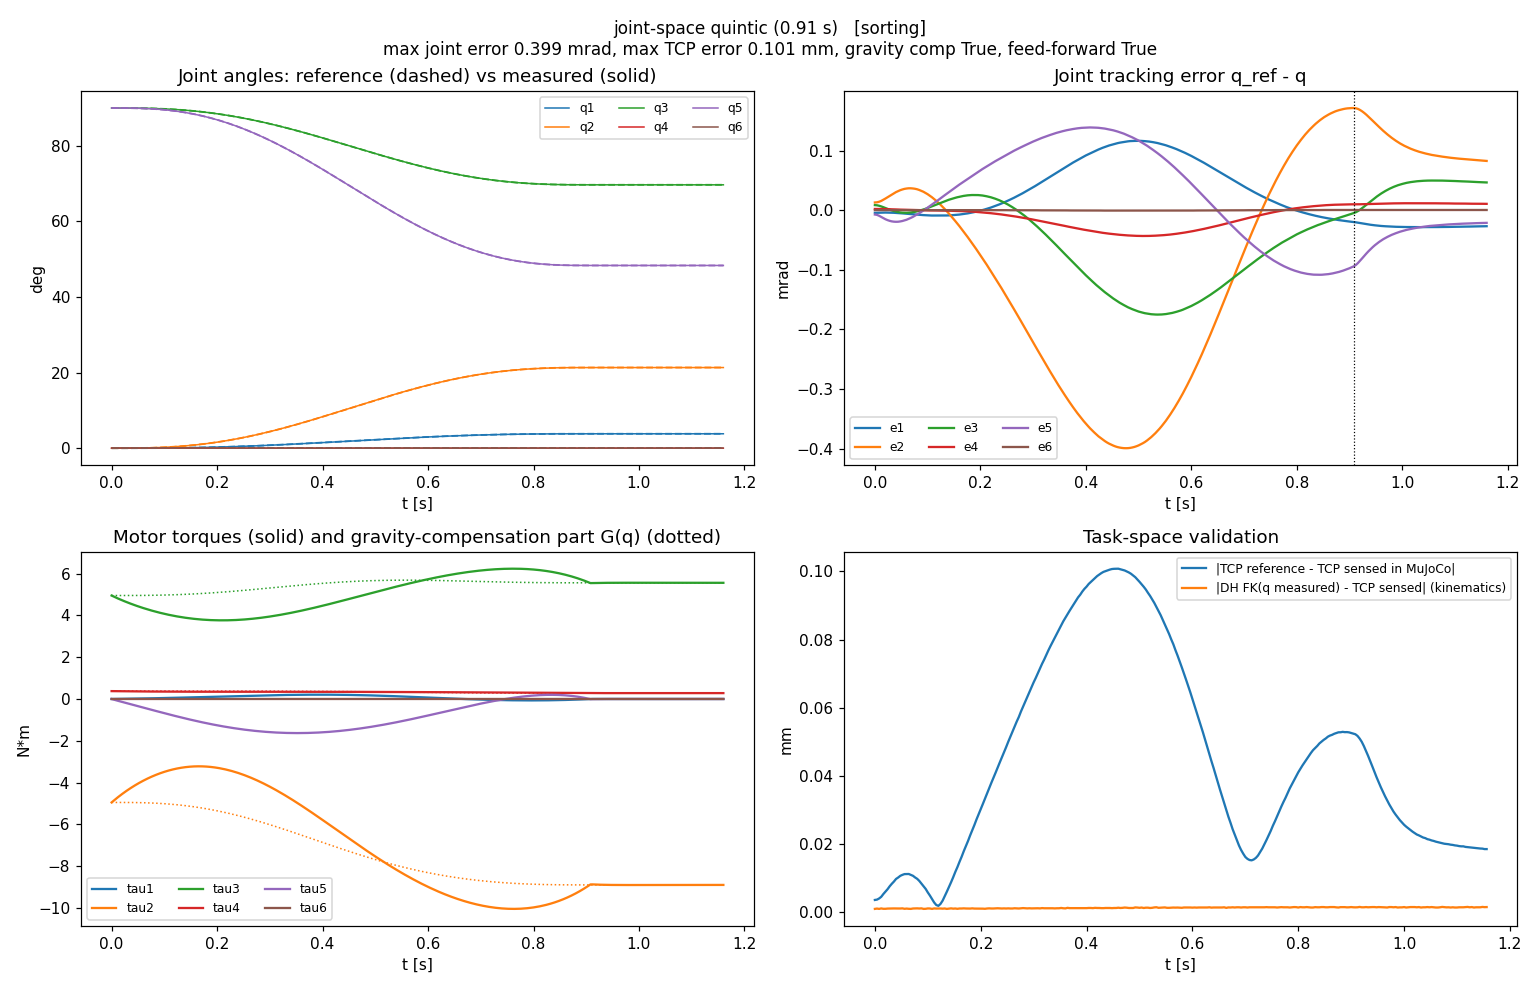 joint-space quintic (0.91 s)   [sorting]
max joint error 0.399 mrad, max TCP error 0.101 mm, gravity comp True, feed-forward True
Joint angles: reference (dashed) vs measured (solid)
q1 q3 q5
q2 q4 q6
80
60
40
20
0
deg
0.0 0.2 0.4 0.6 0.8 1.0 1.2
t [s]
Joint tracking error q_ref - q
0.1
0.0
−0.1
−0.2
−0.3
−0.4
mrad
e1 e3 e5
e2 e4 e6
0.0 0.2 0.4 0.6 0.8 1.0 1.2
t [s]
Motor torques (solid) and gravity-compensation part G(q) (dotted)
6
4
2
0
−2
−4
−6
−8
−10
N*m
tau1 tau3 tau5
tau2 tau4 tau6
0.0 0.2 0.4 0.6 0.8 1.0 1.2
t [s]
Task-space validation
|TCP reference - TCP sensed in MuJoCo|
|DH FK(q measured) - TCP sensed| (kinematics)
0.10
0.08
0.06
0.04
0.02
0.00
mm
0.0 0.2 0.4 0.6 0.8 1.0 1.2
t [s]